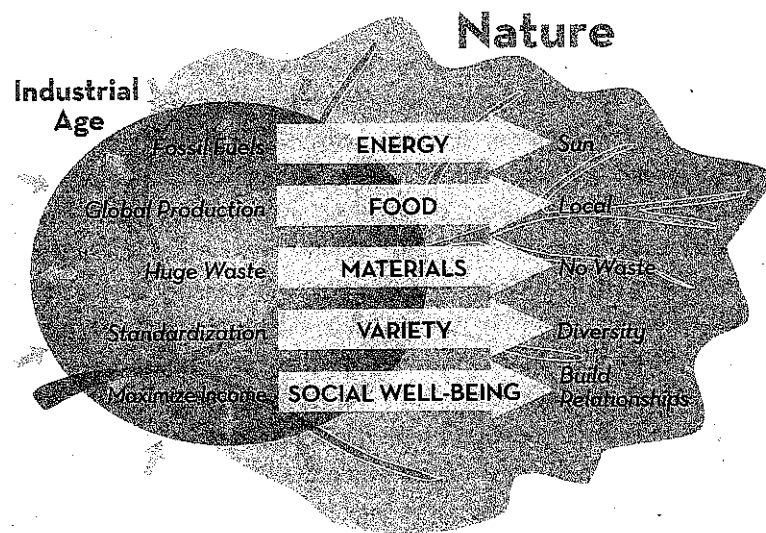 Nature
Industrial
Age
Fossil Fuels ENERGY Sun
Global Production FOOD Local
Huge Waste MATERIALS No Waste
Standardization VARIETY Diversity
Maximize Income SOCIAL WELL-BEING Build
Relationships